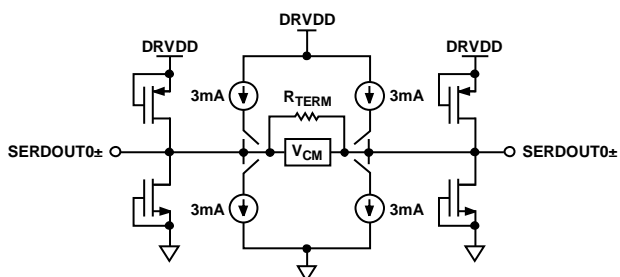 DRVDD
DRVDD
DRVDD
3mA
RTERM
3mA
SERDOUT0±
VCM
SERDOUT0±
3mA
3mA